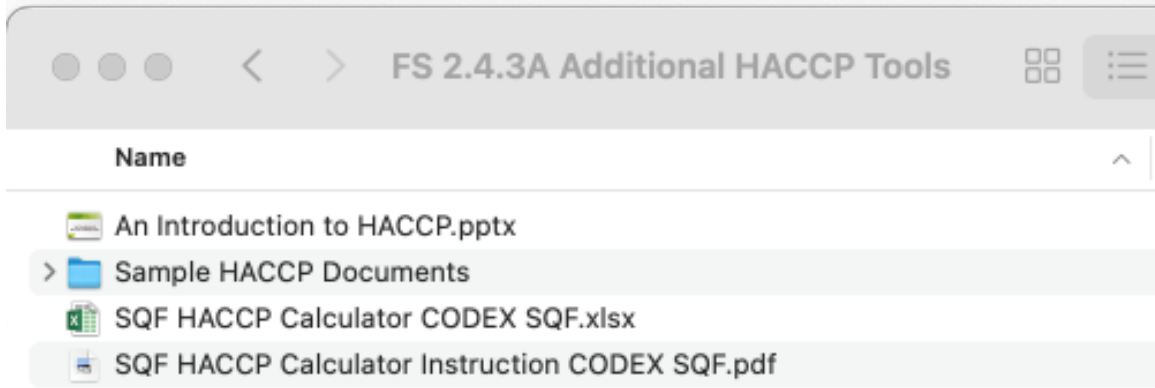 FS 2.4.3A Additional HACCP Tools
Name
An Introduction to HACCP.pptx
Sample HACCP Documents
SQF HACCP Calculator CODEX SQF.xlsx
SQF HACCP Calculator Instruction CODEX SQF.pdf